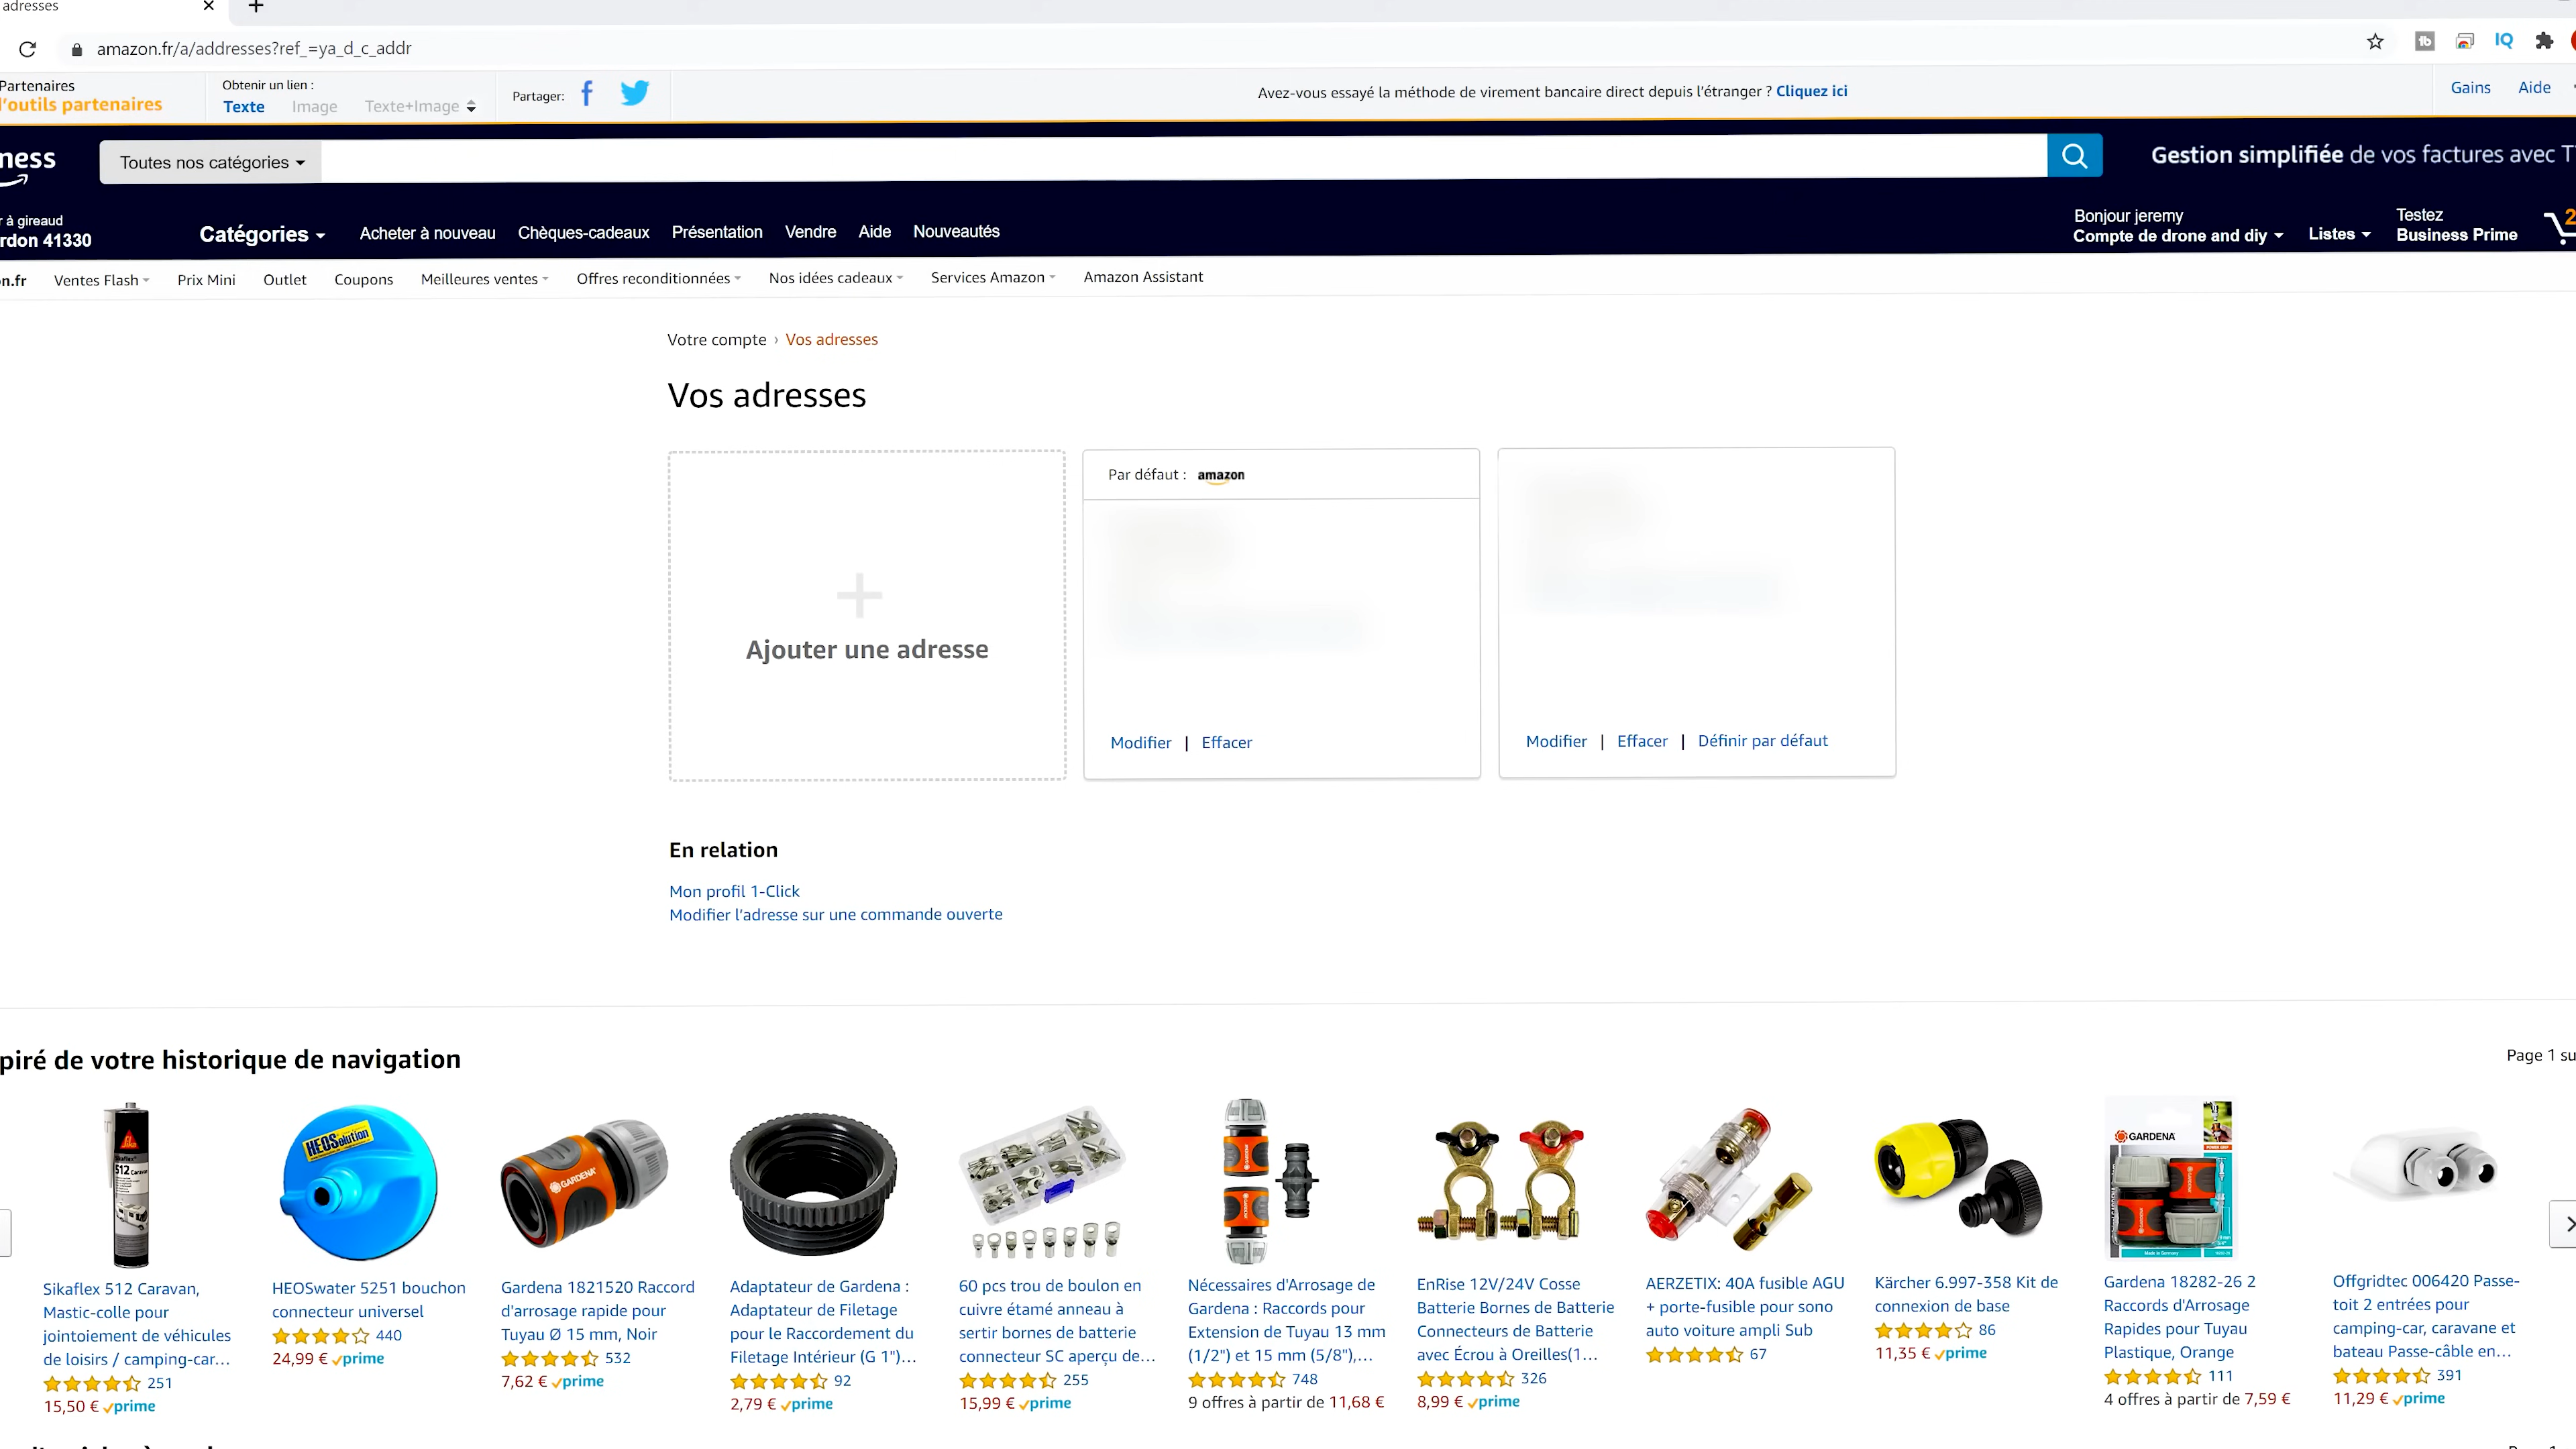 adresses
amazon.fr/a/addresses?ref_=ya_d_c_addr
Partenaires
Obtenir un lien :
l'outils partenaires
Texte Image Texte+Image
Partager:
Avez-vous essayé la méthode de virement bancaire direct depuis l'étranger ? Cliquez ici
Gains Aide
ness
Toutes nos catégories
Gestion simplifiée de vos factures avec T
r à gireaud
rdon 41330
Catégories Acheter à nouveau Chèques-cadeaux Présentation Vendre Aide Nouveautés
Bonjour jeremy
Compte de drone and diy
Listes
Testez
Business Prime
2
n.fr Ventes Flash Prix Mini Outlet Coupons Meilleures ventes Offres reconditionnées Nos idées cadeaux Services Amazon Amazon Assistant
Votre compte › Vos adresses
Vos adresses
Ajouter une adresse
Par défaut : amazon
Modifier | Effacer
Modifier | Effacer | Définir par défaut
En relation
Mon profil 1-Click
Modifier l'adresse sur une commande ouverte
piré de votre historique de navigation
Page 1 su
Sikaflex 512 Caravan,
Mastic-colle pour
jointoiement de véhicules
de loisirs / camping-car...
251
15,50 € prime
HEOSolution
HEOSwater 5251 bouchon
connecteur universel
440
24,99 € prime
GARDENA
Gardena 1821520 Raccord
d'arrosage rapide pour
Tuyau Ø 15 mm, Noir
532
7,62 € prime
Adaptateur de Gardena :
Adaptateur de Filetage
pour le Raccordement du
Filetage Intérieur (G 1")...
92
2,79 € prime
60 pcs trou de boulon en
cuivre étamé anneau à
sertir bornes de batterie
connecteur SC aperçu de...
255
15,99 € prime
Nécessaires d'Arrosage de
Gardena : Raccords pour
Extension de Tuyau 13 mm
(1/2") et 15 mm (5/8"),...
748
9 offres à partir de 11,68 €
EnRise 12V/24V Cosse
Batterie Bornes de Batterie
Connecteurs de Batterie
avec Écrou à Oreilles(1...
326
8,99 € prime
AERZETIX: 40A fusible AGU
+ porte-fusible pour sono
auto voiture ampli Sub
67
Kärcher 6.997-358 Kit de
connexion de base
86
11,35 € prime
GARDENA
Gardena 18282-26 2
Raccords d'Arrosage
Rapides pour Tuyau
Plastique, Orange
111
4 offres à partir de 7,59 €
Offgridtec 006420 Passe-
toit 2 entrées pour
camping-car, caravane et
bateau Passe-câble en...
391
11,29 € prime